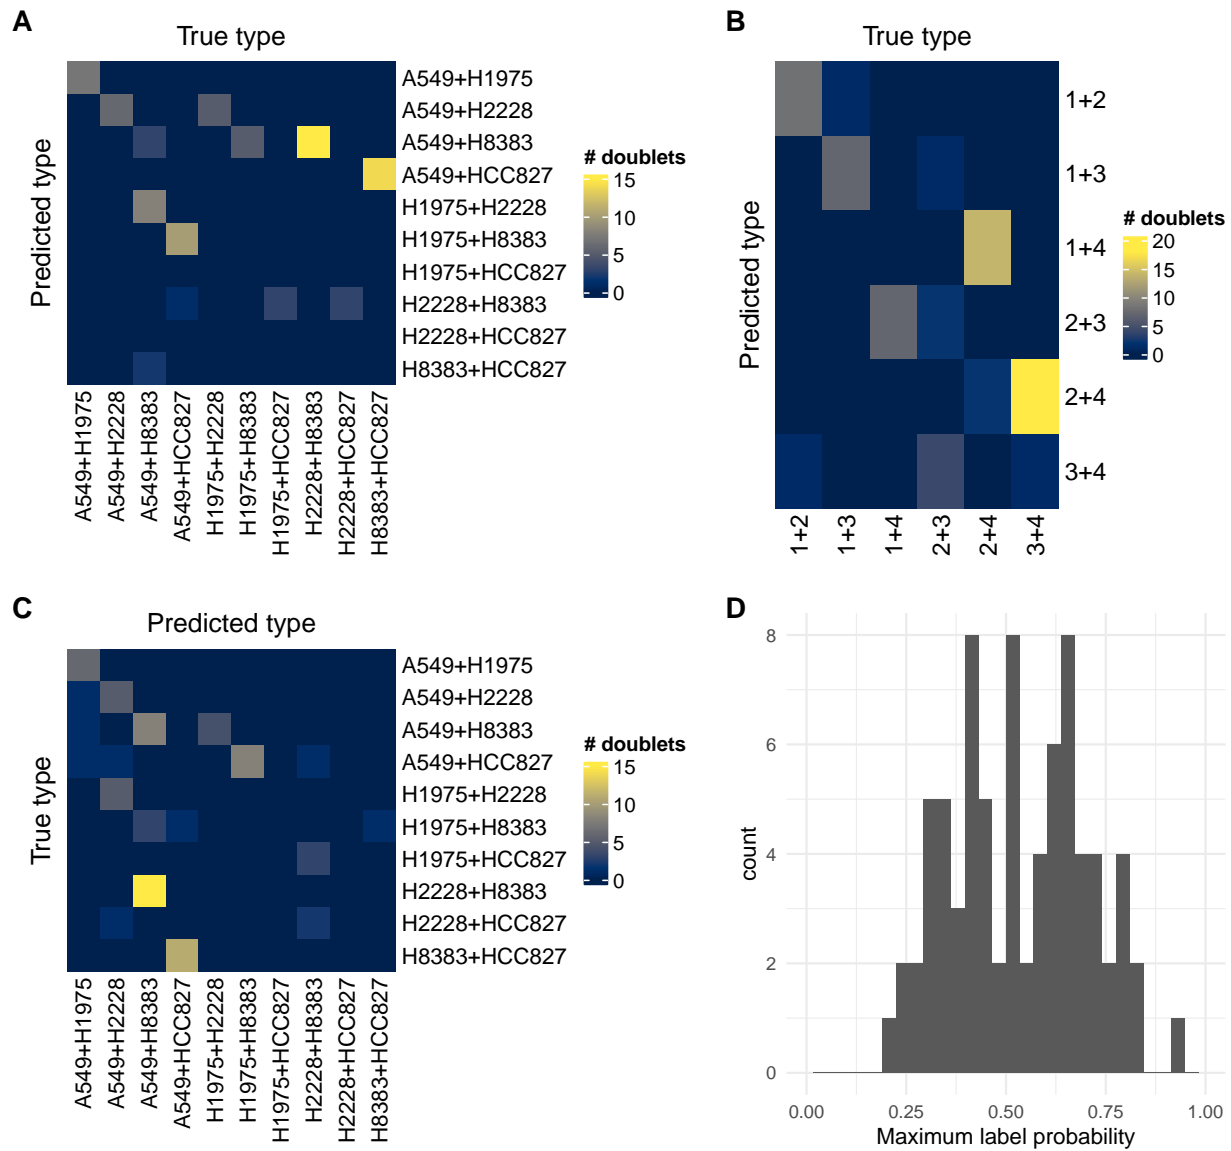 A
True type
Predicted type
A549+H1975
A549+H2228
A549+H8383
A549+HCC827
H1975+H2228
H1975+H8383
H1975+HCC827
H2228+H8383
H2228+HCC827
H8383+HCC827
A549+H1975
A549+H2228
A549+H8383
A549+HCC827
H1975+H2228
H1975+H8383
H1975+HCC827
H2228+H8383
H2228+HCC827
H8383+HCC827
# doublets
15
10
5
0
B
True type
Predicted type
1+2
1+3
1+4
2+3
2+4
3+4
1+2
1+3
1+4
2+3
2+4
3+4
# doublets
20
15
10
5
0
C
Predicted type
True type
A549+H1975
A549+H2228
A549+H8383
A549+HCC827
H1975+H2228
H1975+H8383
H1975+HCC827
H2228+H8383
H2228+HCC827
H8383+HCC827
A549+H1975
A549+H2228
A549+H8383
A549+HCC827
H1975+H2228
H1975+H8383
H1975+HCC827
H2228+H8383
H2228+HCC827
H8383+HCC827
# doublets
15
10
5
0
D
count
8
6
4
2
0
0.00
0.25
0.50
0.75
1.00
Maximum label probability